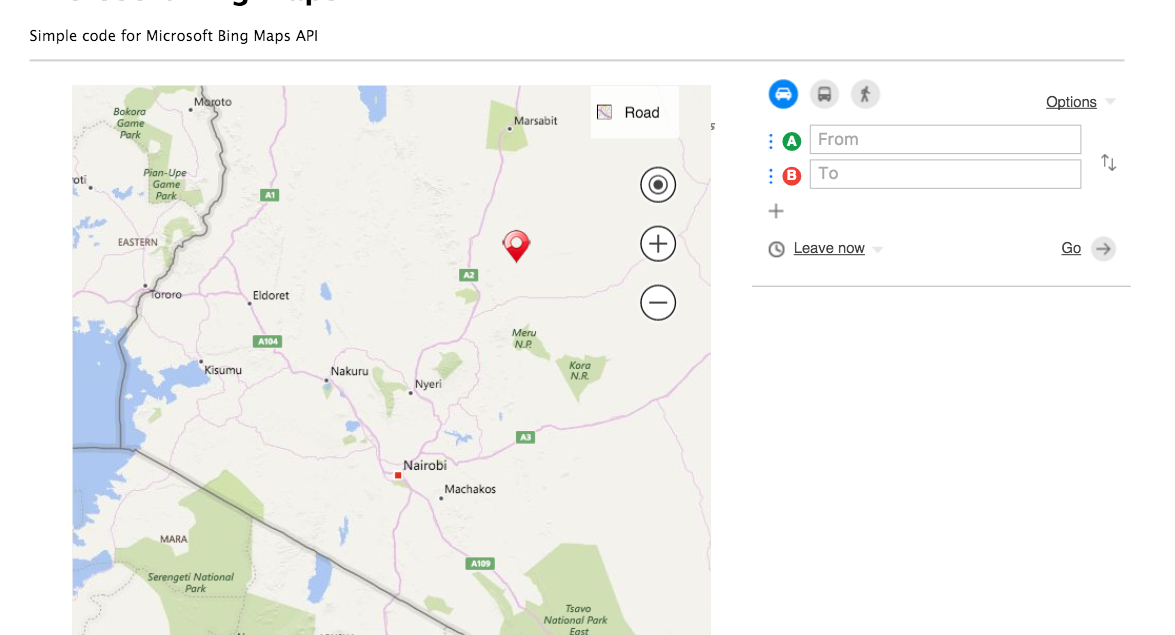 Simple code for Microsoft Bing Maps API
Road
Options
A
From
B
To
Leave now
Go
Moroto
Bokora
Game
Park
Marsabit
Pian-Upe
Game
Park
A1
EASTERN
A2
Tororo
Eldoret
A104
Meru
N.P.
Kisumu
Nakuru
Kora
N.R.
Nyeri
A3
Nairobi
Machakos
MARA
A109
Serengeti National
Park
Tsavo
National Park
East